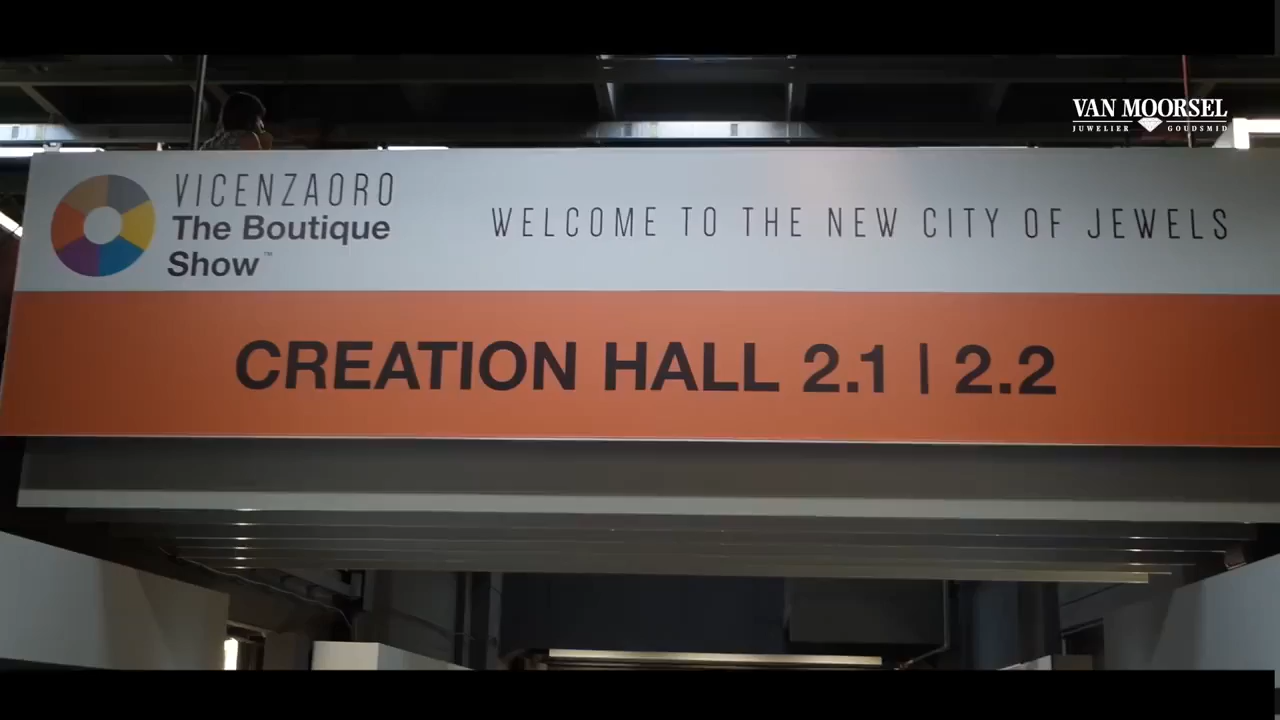 VAN MOORSEL
JUWELIER GOUDSMID
VICENZAORO
The Boutique
Show™
WELCOME TO THE NEW CITY OF JEWELS
CREATION HALL 2.1 | 2.2